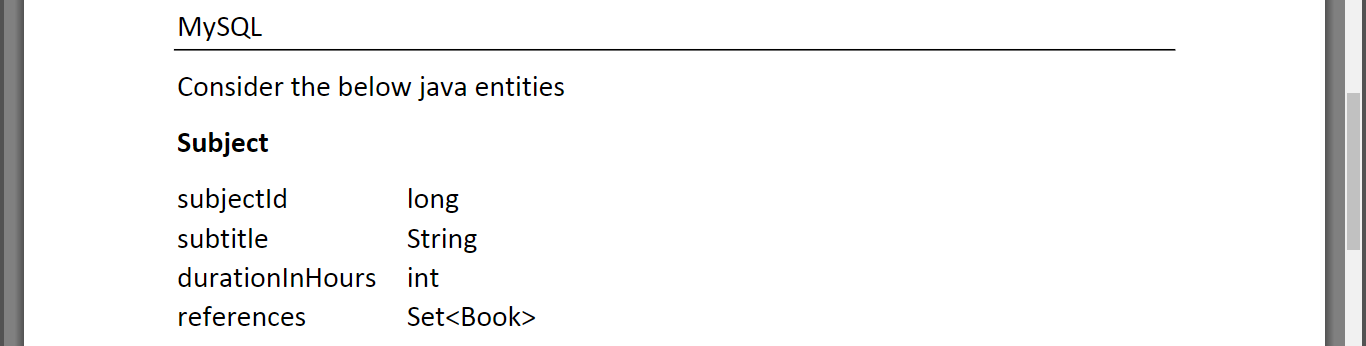 MySQL
Consider the below java entities
Subject
subjectId long
subtitle String
durationInHours int
references Set<Book>